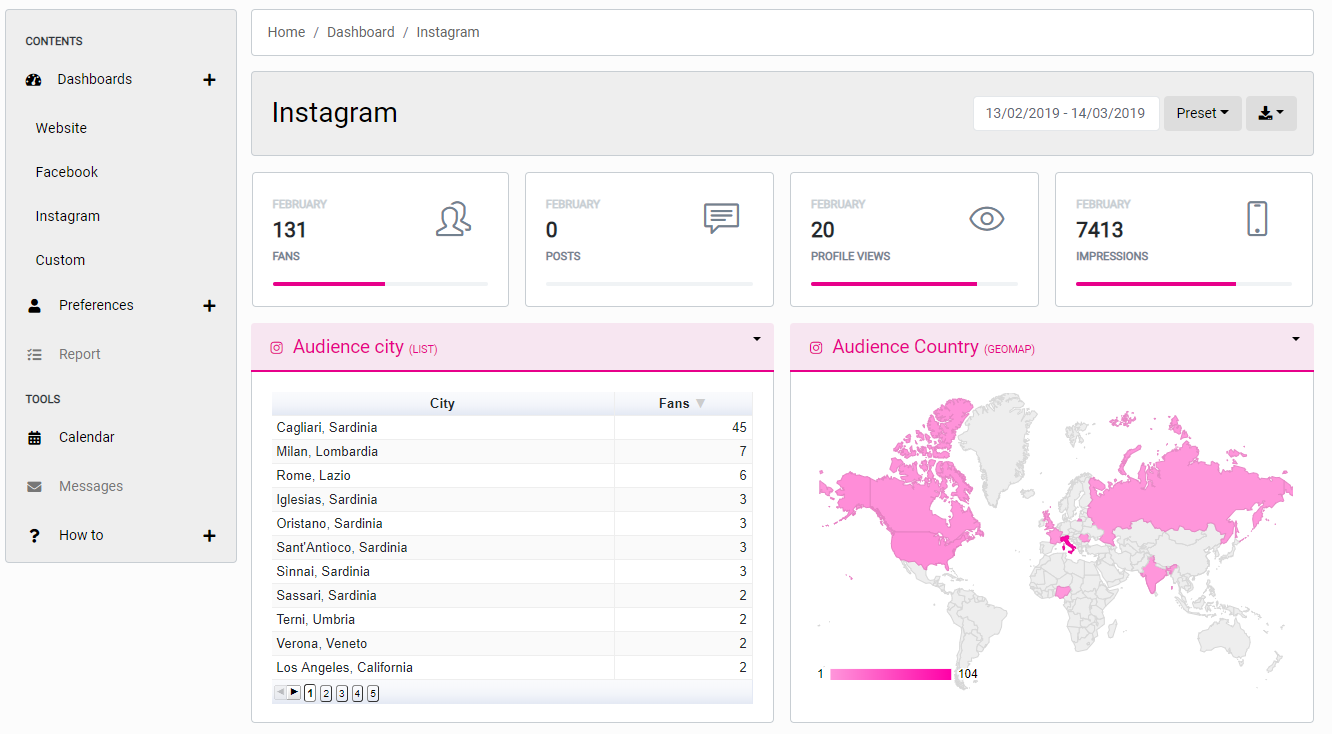 CONTENTS
Dashboards
Website
Facebook
Instagram
Custom
Preferences
Report
TOOLS
Calendar
Messages
How to
Home / Dashboard / Instagram
Instagram
13/02/2019 - 14/03/2019
Preset
FEBRUARY
131
FANS
FEBRUARY
0
POSTS
FEBRUARY
20
PROFILE VIEWS
FEBRUARY
7413
IMPRESSIONS
Audience city (LIST)
City Fans
Cagliari, Sardinia 45
Milan, Lombardia 7
Rome, Lazio 6
Iglesias, Sardinia 3
Oristano, Sardinia 3
Sant'Antìoco, Sardinia 3
Sìnnai, Sardinia 3
Sassari, Sardinia 2
Terni, Umbria 2
Verona, Veneto 2
Los Angeles, California 2
1 2 3 4 5
Audience Country (GEOMAP)
1 104